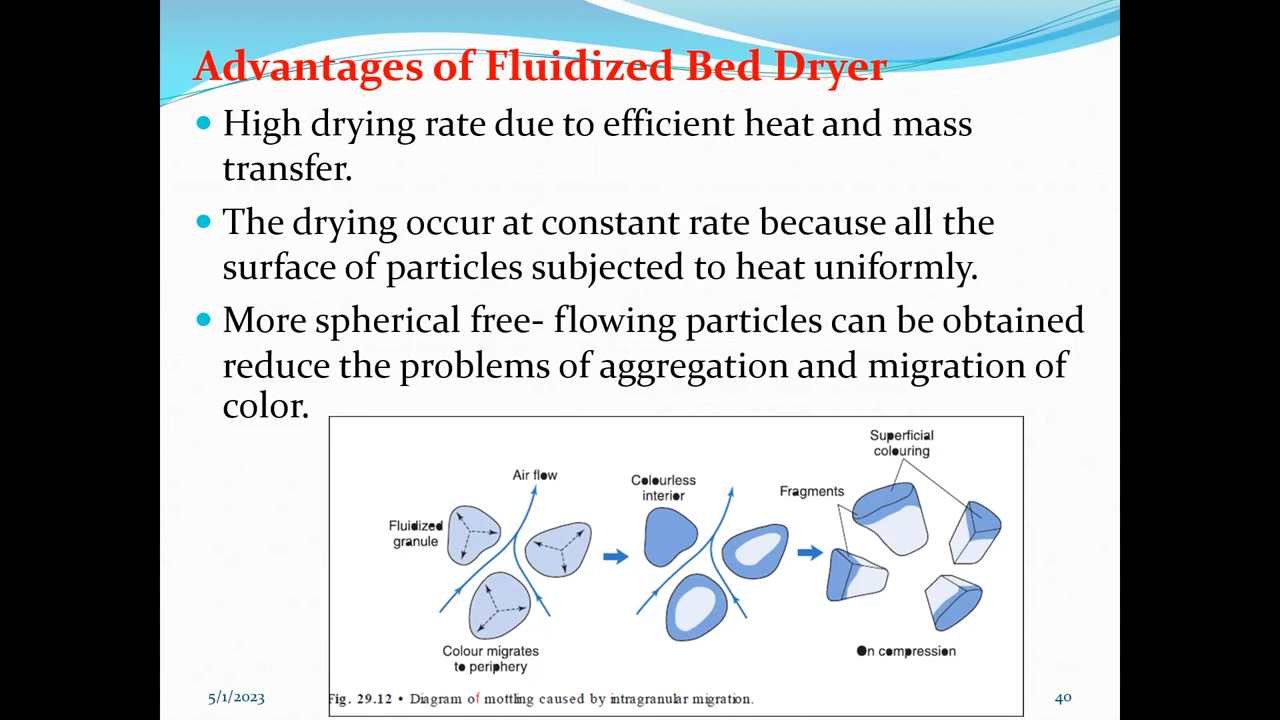 Advantages of Fluidized Bed Dryer
• High drying rate due to efficient heat and mass
transfer.
• The drying occur at constant rate because all the
surface of particles subjected to heat uniformly.
• More spherical free- flowing particles can be obtained
reduce the problems of aggregation and migration of
color.
Superficial
colouring
Air flow
Colourless
interior
Fragments
Fluidized
granule
Colour migrates
to periphery
On compression
Fig. 29.12 • Diagram of mottling caused by intragranular migration.
5/1/2023
40